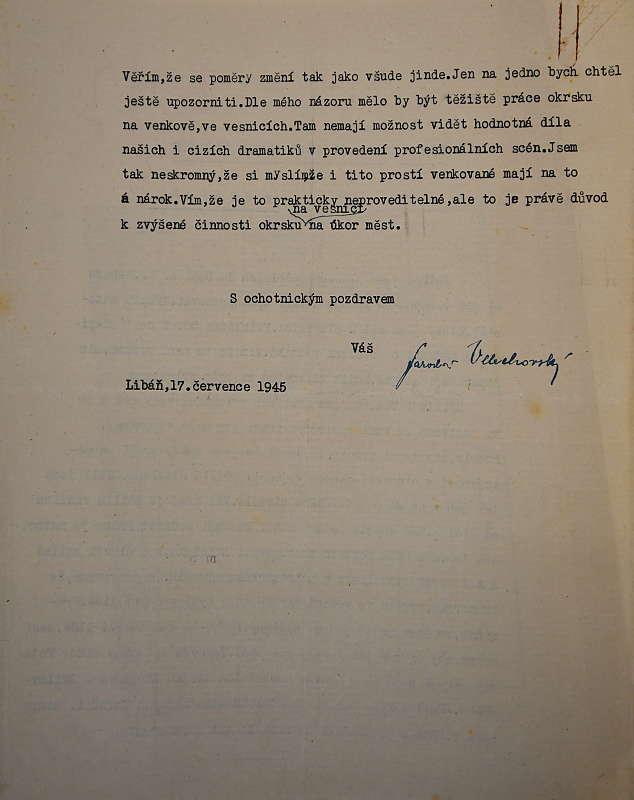 Věřím,že se poměry změní tak jako všude jinde.Jen na jedno bych chtěl
ještě upozorniti.Dle mého názoru mělo by být těžiště práce okrsku
na venkově,ve vesnicích.Tam nemají možnost vidět hodnotná díla
našich i cizích dramatiků v provedení profesionálních scén.Jsem
tak neskromný,že si myslím,že i tito prostí venkované mají na to
nárok.Vím,že je to prakticky neproveditelné,ale to je právě důvod
na vesnici
k zvýšené činnosti okrsku na úkor měst.
S ochotnickým pozdravem
Váš
Jaroslav
Libáň,17.července 1945